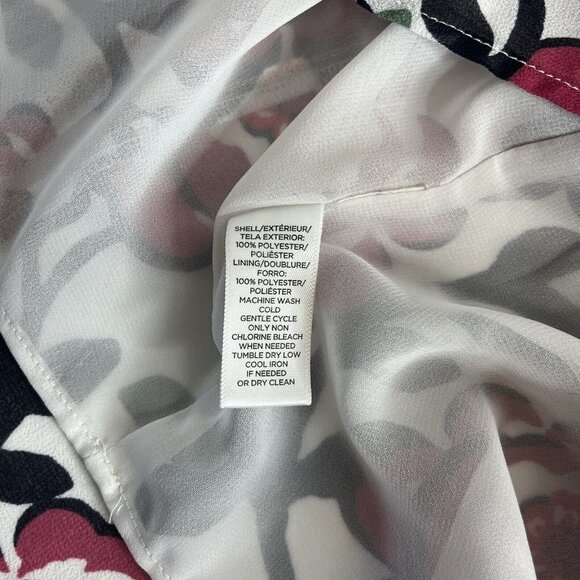 SHELL/EXTÉRIEUR/
TELA EXTERIOR:
100% POLYESTER/
POLIÉSTER
LINING/DOUBLURE/
FORRO:
100% POLYESTER/
POLIÉSTER
MACHINE WASH
COLD
GENTLE CYCLE
ONLY NON
CHLORINE BLEACH
WHEN NEEDED
TUMBLE DRY LOW
COOL IRON
IF NEEDED
OR DRY CLEAN